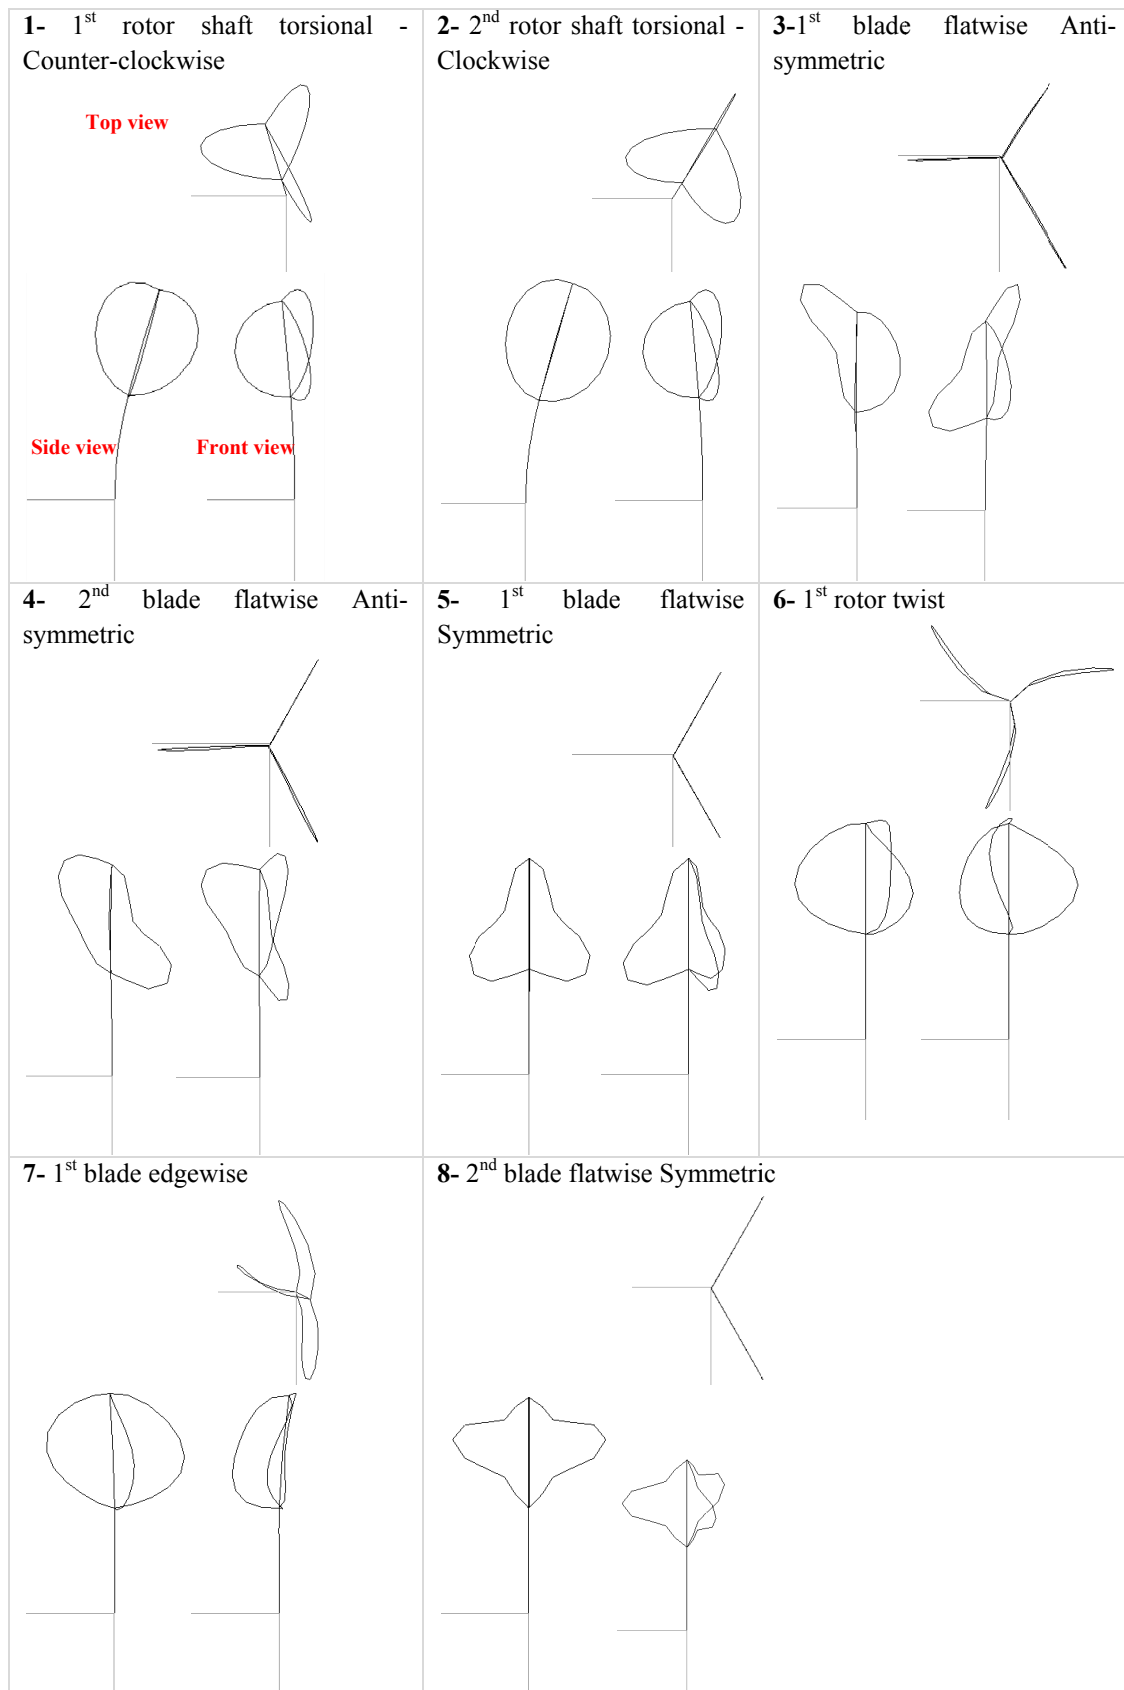 1- 1st rotor shaft torsional -
Counter-clockwise
Top view
Side view
Front view
2- 2nd rotor shaft torsional -
Clockwise
3-1st blade flatwise Anti-
symmetric
4- 2nd blade flatwise Anti-
symmetric
5- 1st blade flatwise
Symmetric
6- 1st rotor twist
7- 1st blade edgewise
8- 2nd blade flatwise Symmetric